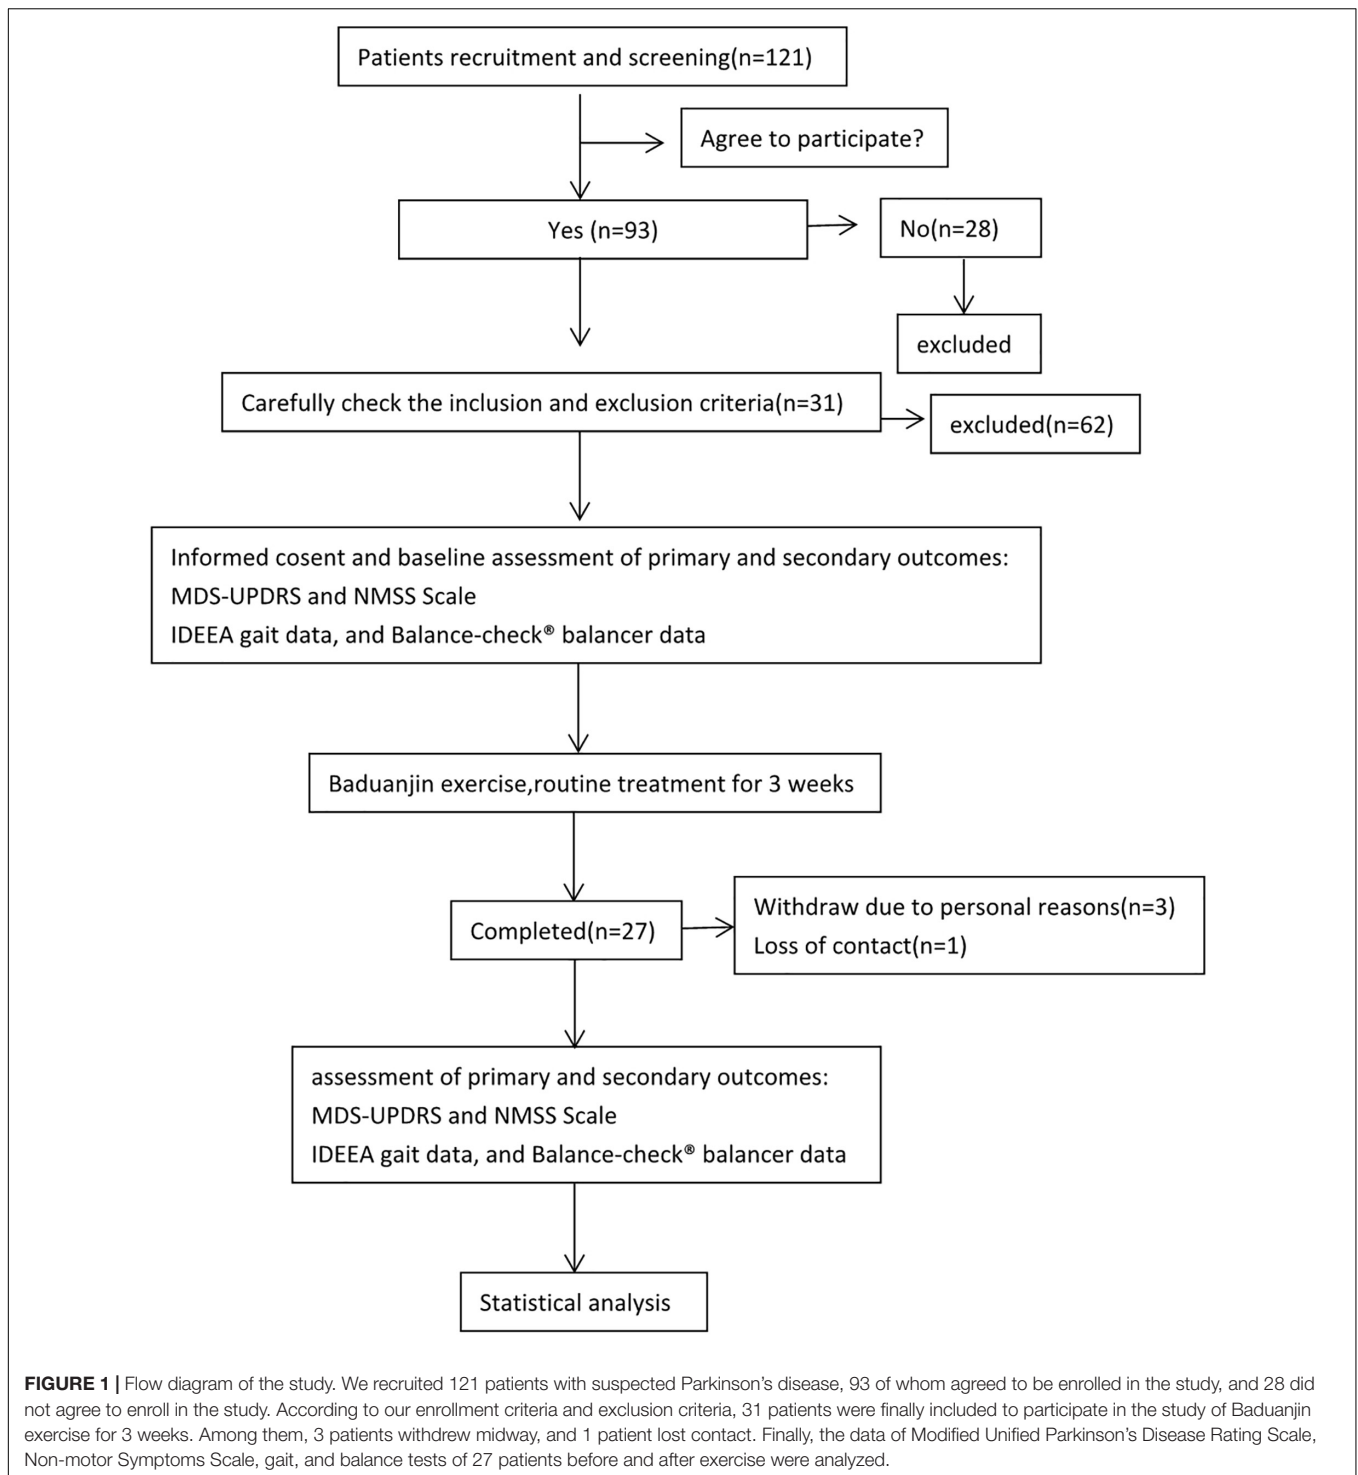 Patients recruitment and screening(n=121)
Agree to participate?
Yes (n=93)
No(n=28)
excluded
Carefully check the inclusion and exclusion criteria(n=31)
excluded(n=62)
Informed cosent and baseline assessment of primary and secondary outcomes:
MDS-UPDRS and NMSS Scale
IDEEA gait data, and Balance-check® balancer data
Baduanjin exercise,routine treatment for 3 weeks
Completed(n=27)
Withdraw due to personal reasons(n=3)
Loss of contact(n=1)
assessment of primary and secondary outcomes:
MDS-UPDRS and NMSS Scale
IDEEA gait data, and Balance-check® balancer data
Statistical analysis
FIGURE 1 | Flow diagram of the study. We recruited 121 patients with suspected Parkinson’s disease, 93 of whom agreed to be enrolled in the study, and 28 did
not agree to enroll in the study. According to our enrollment criteria and exclusion criteria, 31 patients were finally included to participate in the study of Baduanjin
exercise for 3 weeks. Among them, 3 patients withdrew midway, and 1 patient lost contact. Finally, the data of Modified Unified Parkinson’s Disease Rating Scale,
Non-motor Symptoms Scale, gait, and balance tests of 27 patients before and after exercise were analyzed.